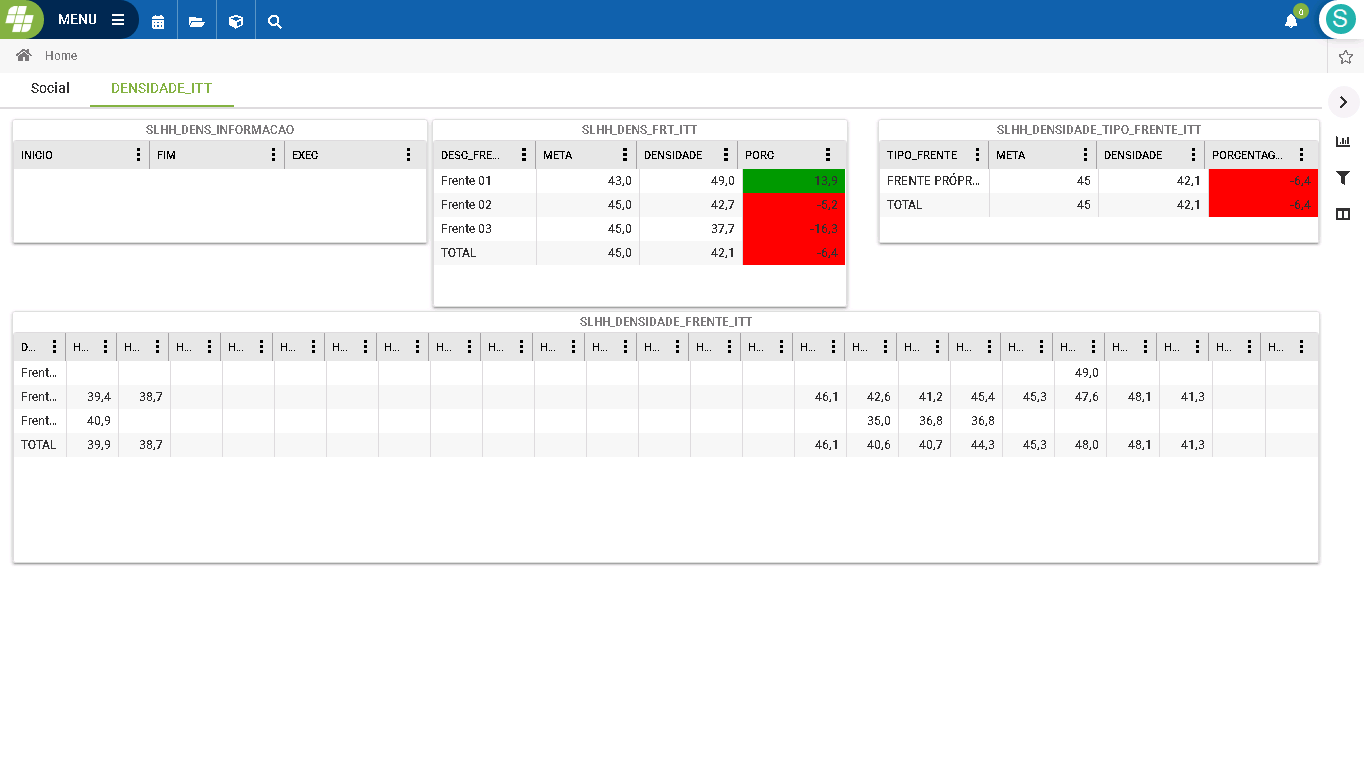 MENU
0
S
Home
Social DENSIDADE_ITT
SLHH_DENS_INFORMACAO
INICIO FIM EXEC
SLHH_DENS_FRT_ITT
DESC_FRE... META DENSIDADE PORC
Frente 01 43,0 49,0 13,9
Frente 02 45,0 42,7 -5,2
Frente 03 45,0 37,7 -16,3
TOTAL 45,0 42,1 -6,4
SLHH_DENSIDADE_TIPO_FRENTE_ITT
TIPO_FRENTE META DENSIDADE PORCENTAG...
FRENTE PRÓPR... 45 42,1 -6,4
TOTAL 45 42,1 -6,4
SLHH_DENSIDADE_FRENTE_ITT
D... H... H... H... H... H... H... H... H... H... H... H... H... H... H... H... H... H... H... H... H... H... H... H... H...
Frent... 49,0
Frent... 39,4 38,7 46,1 42,6 41,2 45,4 45,3 47,6 48,1 41,3
Frent... 40,9 35,0 36,8 36,8
TOTAL 39,9 38,7 46,1 40,6 40,7 44,3 45,3 48,0 48,1 41,3